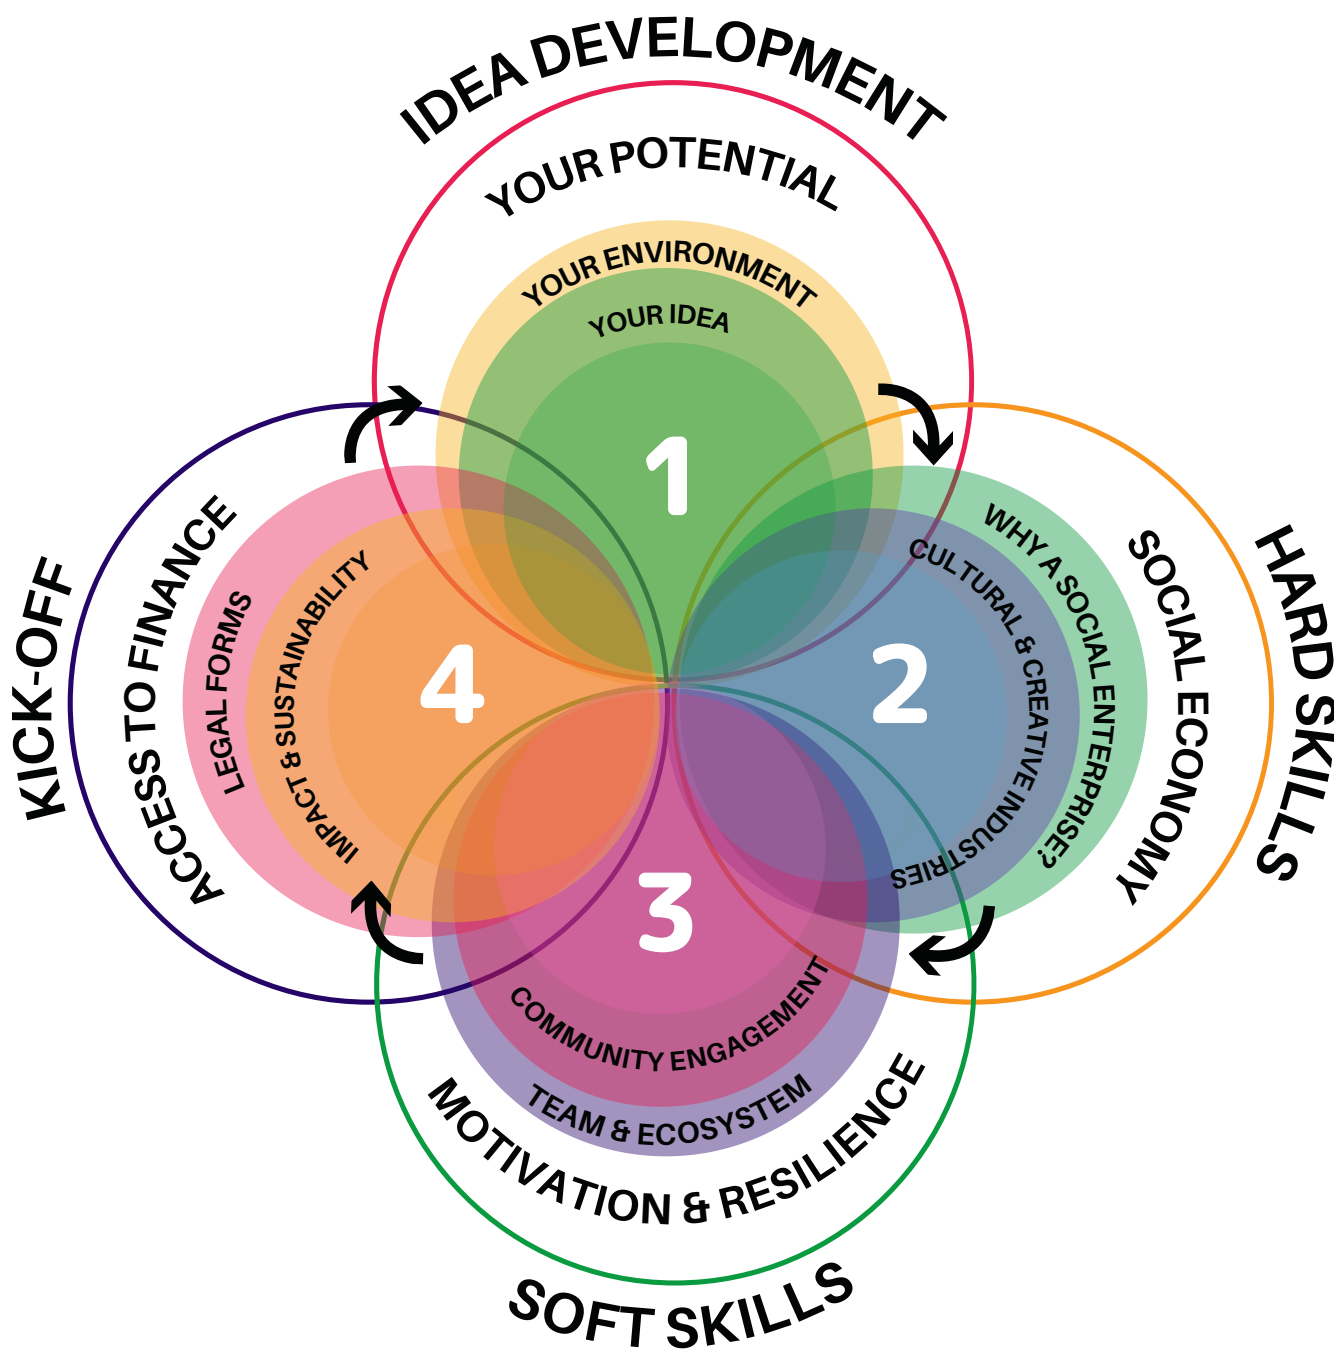 IDEA DEVELOPMENT
YOUR POTENTIAL
YOUR ENVIRONMENT
YOUR IDEA
1
HARD SKILLS
SOCIAL ECONOMY
WHY A SOCIAL ENTERPRISE?
CULTURAL & CREATIVE INDUSTRIES
2
3
COMMUNITY ENGAGEMENT
TEAM & ECOSYSTEM
MOTIVATION & RESILIENCE
SOFT SKILLS
KICK-OFF
ACCESS TO FINANCE
LEGAL FORMS
IMPACT & SUSTAINABILITY
4